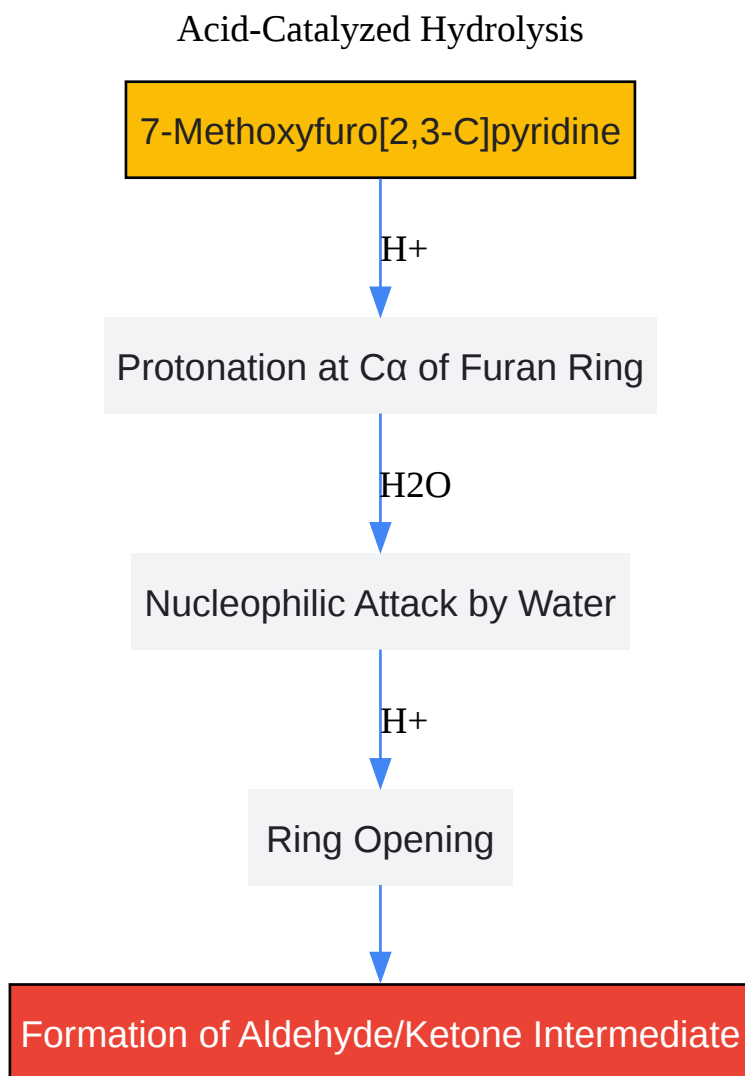 Acid-Catalyzed Hydrolysis
7-Methoxyfuro[2,3-C]pyridine
H+
Protonation at Cα of Furan Ring
H2O
Nucleophilic Attack by Water
H+
Ring Opening
Formation of Aldehyde/Ketone Intermediate